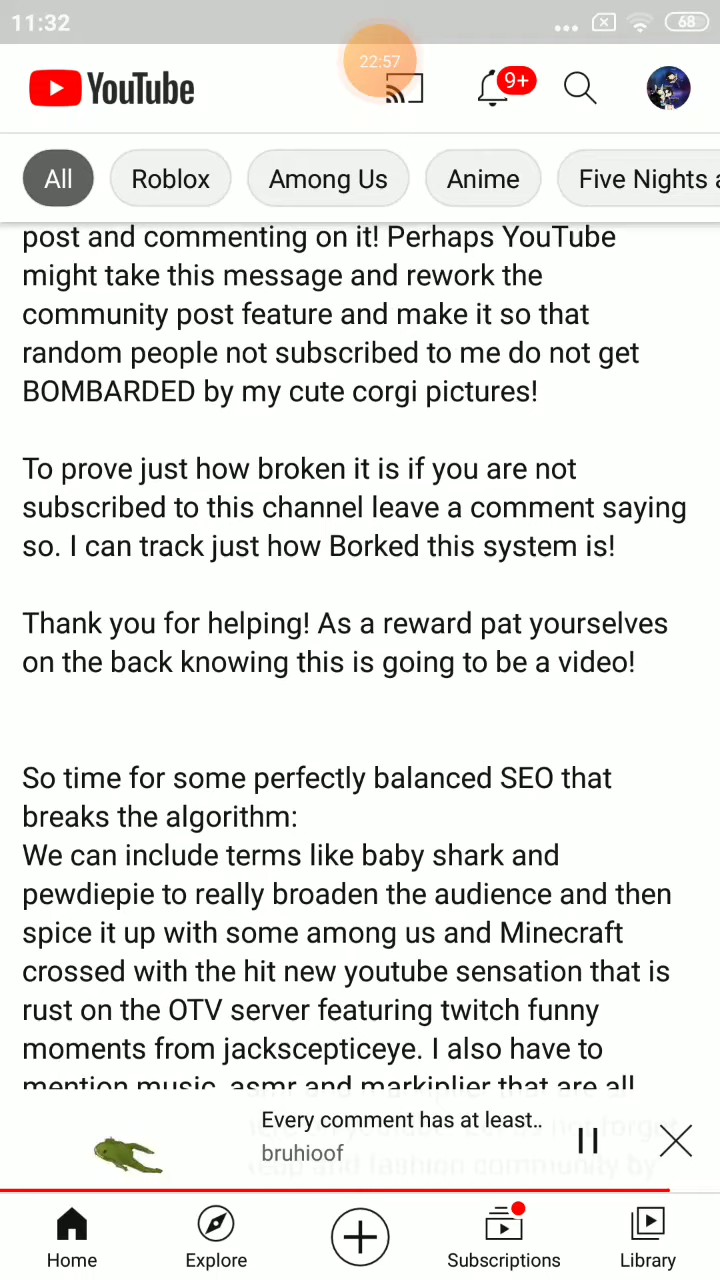 11:32
68
22:57
YouTube
9+
All
Roblox
Among Us
Anime
Five Nights a
post and commenting on it! Perhaps YouTube
might take this message and rework the
community post feature and make it so that
random people not subscribed to me do not get
BOMBARDED by my cute corgi pictures!
To prove just how broken it is if you are not
subscribed to this channel leave a comment saying
so. I can track just how Borked this system is!
Thank you for helping! As a reward pat yourselves
on the back knowing this is going to be a video!
So time for some perfectly balanced SEO that
breaks the algorithm:
We can include terms like baby shark and
pewdiepie to really broaden the audience and then
spice it up with some among us and Minecraft
crossed with the hit new youtube sensation that is
rust on the OTV server featuring twitch funny
moments from jackscepticeye. I also have to
mention music, asmr and markiplier that are all
Every comment has at least..
bruhioof
Home
Explore
Subscriptions
Library